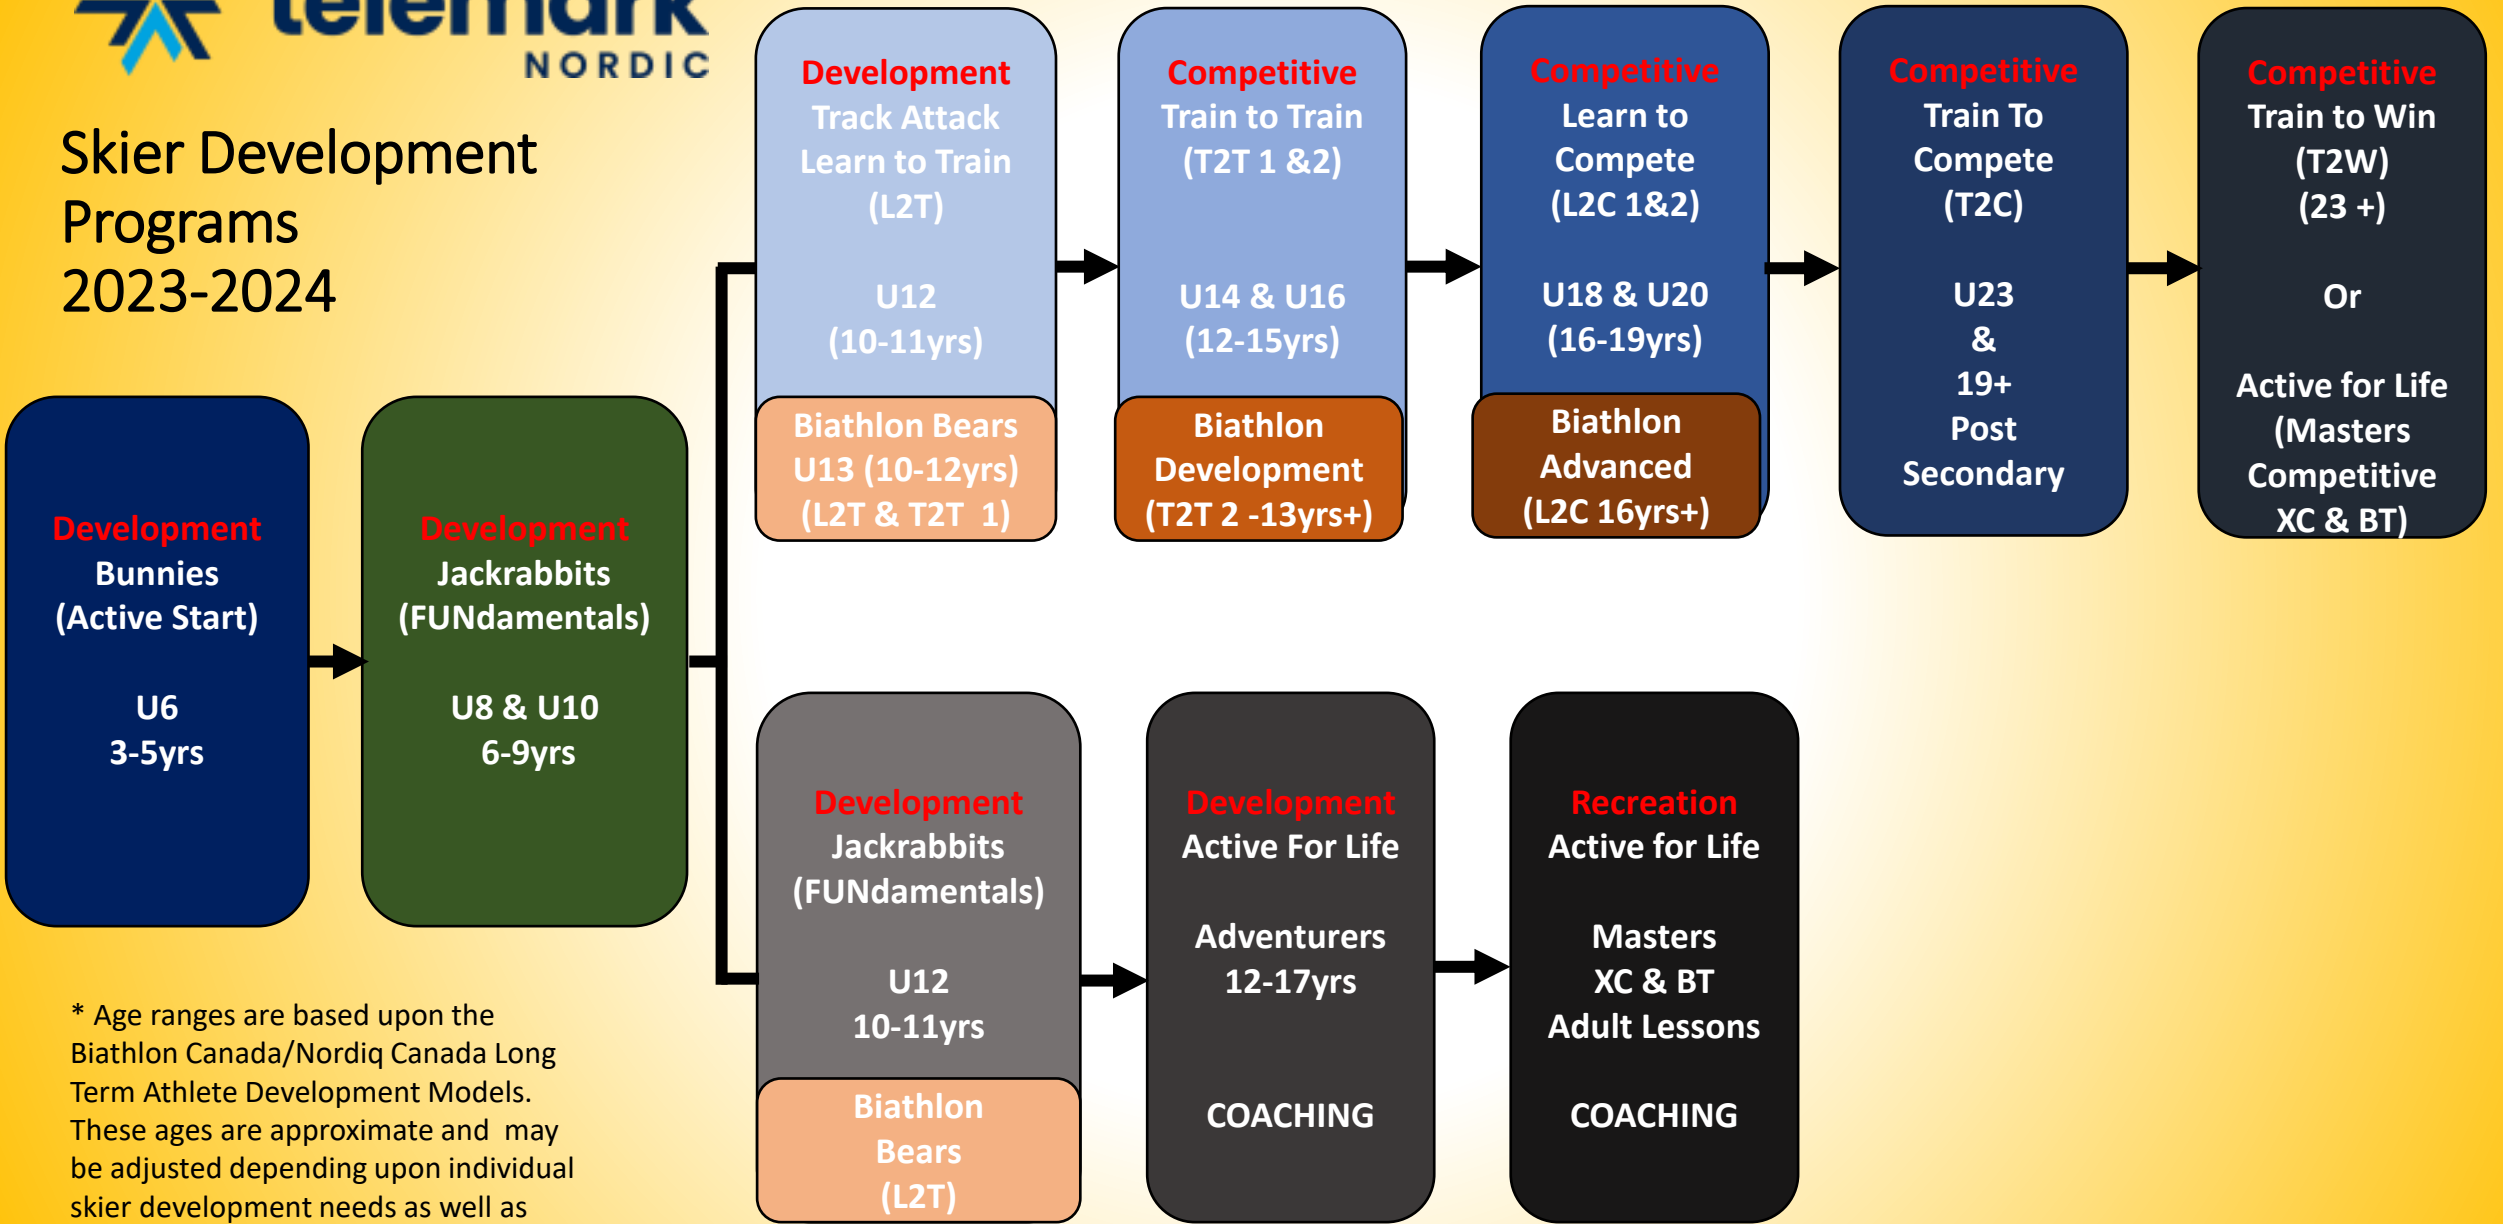 telemark
NORDIC
Skier Development
Programs
2023-2024
Development
Bunnies
(Active Start)
U6
3-5yrs
Development
Jackrabbits
(FUNdamentals)
U8 & U10
6-9yrs
Development
Track Attack
Learn to Train
(L2T)
U12
(10-11yrs)
Biathlon Bears
U13 (10-12yrs)
(L2T & T2T 1)
Competitive
Train to Train
(T2T 1 &2)
U14 & U16
(12-15yrs)
Biathlon
Development
(T2T 2 -13yrs+)
Competitive
Learn to
Compete
(L2C 1&2)
U18 & U20
(16-19yrs)
Biathlon
Advanced
(L2C 16yrs+)
Competitive
Train To
Compete
(T2C)
U23
&
19+
Post
Secondary
Competitive
Train to Win
(T2W)
(23 +)
Or
Active for Life
(Masters
Competitive
XC & BT)
Development
Jackrabbits
(FUNdamentals)
U12
10-11yrs
Biathlon
Bears
(L2T)
Development
Active For Life
Adventurers
12-17yrs
COACHING
Recreation
Active for Life
Masters
XC & BT
Adult Lessons
COACHING
* Age ranges are based upon the
Biathlon Canada/Nordiq Canada Long
Term Athlete Development Models.
These ages are approximate and may
be adjusted depending upon individual
skier development needs as well as